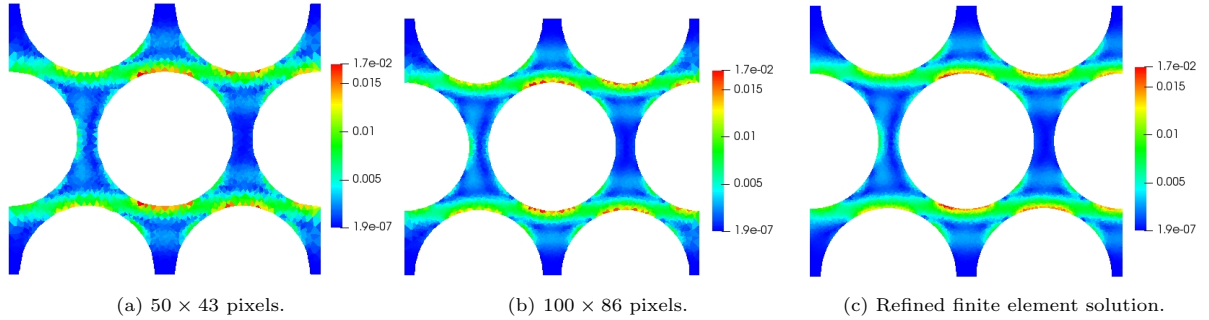 1.7e-02
0.015
0.01
0.005
1.9e-07
1.7e-02
0.015
0.01
0.005
1.9e-07
1.7e-02
0.015
0.01
0.005
1.9e-07
(a) 50 × 43 pixels.
(b) 100 × 86 pixels.
(c) Refined finite element solution.